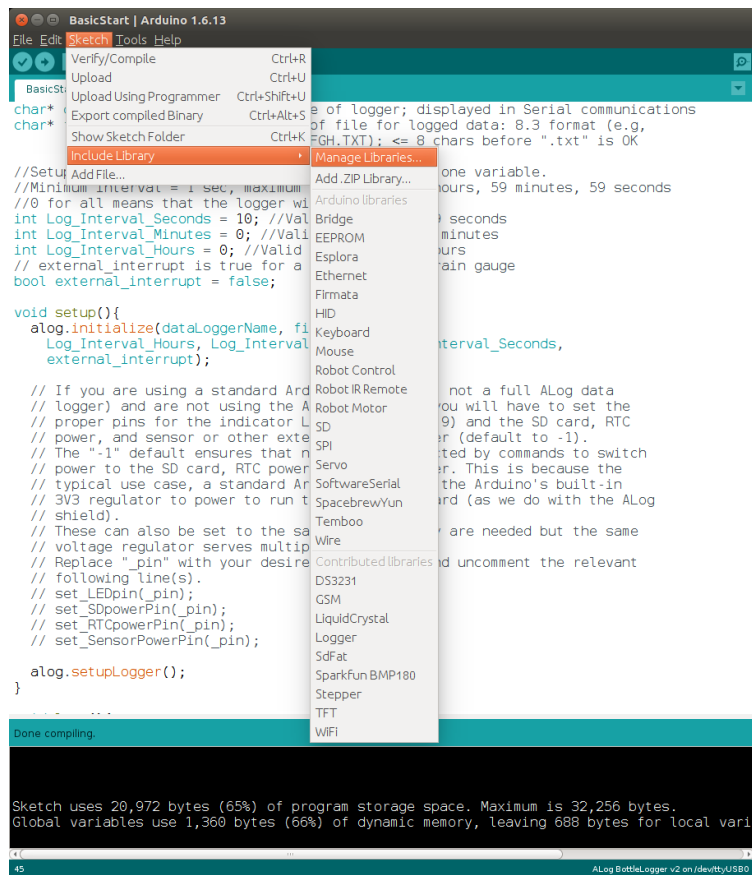 BasicStart | Arduino 1.6.13
File Edit Sketch Tools Help
Verify/Compile Ctrl+R
Upload Ctrl+U
Upload Using Programmer Ctrl+Shift+U
Export compiled Binary Ctrl+Alt+S
Show Sketch Folder Ctrl+K
Include Library
Add File...
Manage Libraries...
Add .ZIP Library...
Arduino libraries
Bridge
EEPROM
Esplora
Ethernet
Firmata
HID
Keyboard
Mouse
Robot Control
Robot IR Remote
Robot Motor
SD
SPI
Servo
SoftwareSerial
SpacebrewYun
Temboo
Wire
Contributed libraries
DS3231
GSM
LiquidCrystal
Logger
SdFat
Sparkfun BMP180
Stepper
TFT
WiFi
BasicSt
char* e of logger; displayed in Serial communications
char* of file for logged data: 8.3 format (e.g,
FGH.TXT); <= 8 chars before ".txt" is OK
//Setup one variable.
//Minimum interval = 1 sec, maximum hours, 59 minutes, 59 seconds
//0 for all means that the logger wi
int Log_Interval_Seconds = 10; //Val 9 seconds
int Log_Interval_Minutes = 0; //Vali minutes
int Log_Interval_Hours = 0; //Valid urs
// external_interrupt is true for a rain gauge
bool external_interrupt = false;
void setup(){
alog.initialize(dataLoggerName, fi
Log_Interval_Hours, Log_Interval nterval_Seconds,
external_interrupt);
// If you are using a standard Ard not a full ALog data
// logger) and are not using the A you will have to set the
// proper pins for the indicator L 9) and the SD card, RTC
// power, and sensor or other exte er (default to -1).
// The "-1" default ensures that n ted by commands to switch
// power to the SD card, RTC power r. This is because the
// typical use case, a standard Ar the Arduino's built-in
// 3V3 regulator to power to run t rd (as we do with the ALog
// shield).
// These can also be set to the sa y are needed but the same
// voltage regulator serves multip
// Replace "_pin" with your desire nd uncomment the relevant
// following line(s).
// set_LEDpin(_pin);
// set_SDpowerPin(_pin);
// set_RTCpowerPin(_pin);
// set_SensorPowerPin(_pin);
alog.setupLogger();
}
Done compiling.
Sketch uses 20,972 bytes (65%) of program storage space. Maximum is 32,256 bytes.
Global variables use 1,360 bytes (66%) of dynamic memory, leaving 688 bytes for local vari
45 ALog BottleLogger v2 on /dev/ttyUSB0